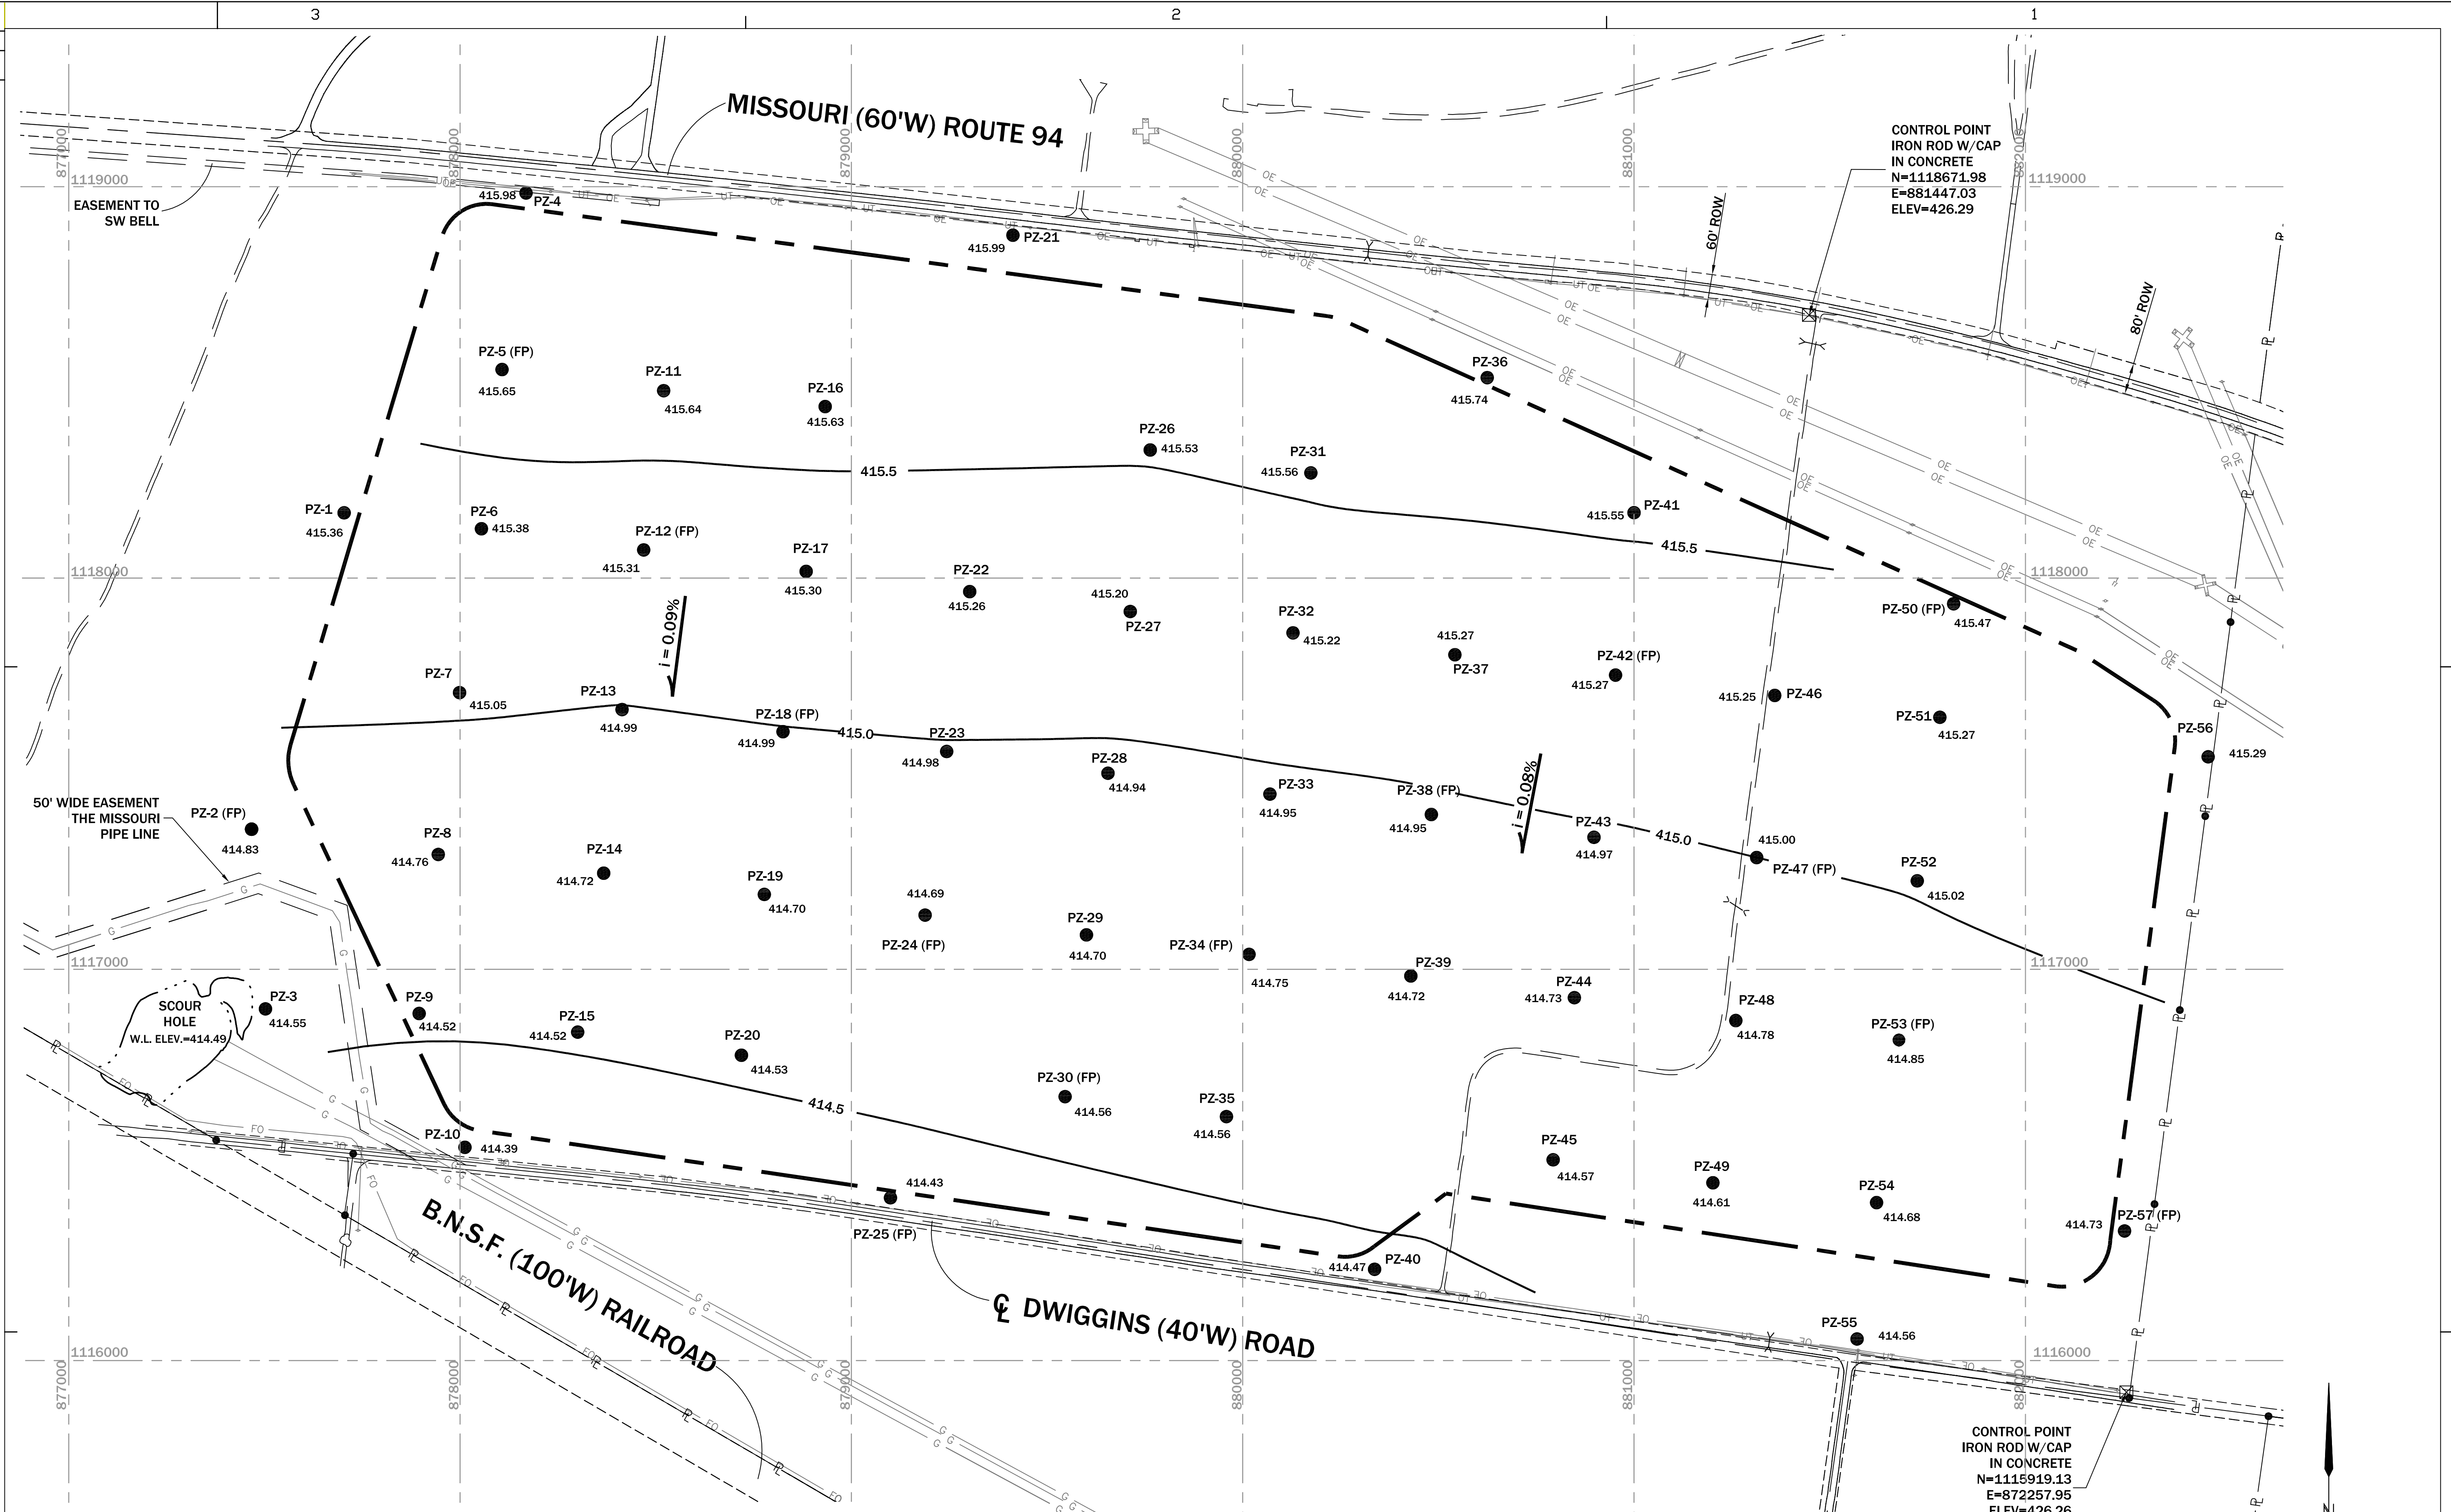 3
2
1
MISSOURI (60'W) ROUTE 94
CONTROL POINT
IRON ROD W/CAP
IN CONCRETE
N=1118671.98
E=881447.03
ELEV=426.29
877000
878000
879000
880000
881000
882000
1119000
1119000
EASEMENT TO
SW BELL
415.98
PZ-4
415.99
PZ-21
60' ROW
80' ROW
PZ-5 (FP)
415.65
PZ-11
415.64
PZ-16
415.63
PZ-36
415.74
PZ-26
415.53
PZ-31
415.56
415.5
PZ-1
415.36
PZ-6
415.38
PZ-12 (FP)
415.31
PZ-17
415.30
PZ-41
415.55
415.5
1118000
1118000
PZ-22
415.26
415.20
PZ-27
PZ-32
415.22
415.27
PZ-37
PZ-42 (FP)
415.27
PZ-50 (FP)
415.47
i = 0.09%
PZ-7
415.05
PZ-13
414.99
PZ-18 (FP)
414.99
415.0
PZ-23
414.98
PZ-28
414.94
PZ-33
414.95
PZ-38 (FP)
414.95
i = 0.08%
PZ-46
415.25
PZ-51
415.27
PZ-56
415.29
50' WIDE EASEMENT
THE MISSOURI
PIPE LINE
PZ-2 (FP)
414.83
PZ-8
414.76
PZ-14
414.72
PZ-19
414.70
414.69
PZ-24 (FP)
PZ-29
414.70
PZ-34 (FP)
414.75
PZ-39
414.72
PZ-43
414.97
415.0
415.00
PZ-47 (FP)
PZ-52
415.02
1117000
1117000
SCOUR
HOLE
W.L. ELEV.=414.49
PZ-3
414.55
PZ-9
414.52
PZ-15
414.52
PZ-20
414.53
PZ-44
414.73
PZ-48
414.78
PZ-53 (FP)
414.85
414.5
PZ-30 (FP)
414.56
PZ-35
414.56
PZ-10
414.39
414.43
PZ-25 (FP)
PZ-45
414.57
PZ-49
414.61
PZ-54
414.68
414.73
PZ-57 (FP)
414.47
PZ-40
B.N.S.F. (100'W) RAILROAD
CL DWIGGINS (40'W) ROAD
PZ-55
414.56
1116000
1116000
877000
878000
879000
880000
881000
882000
CONTROL POINT
IRON ROD W/CAP
IN CONCRETE
N=1115919.13
E=872257.95
ELEV=426.26